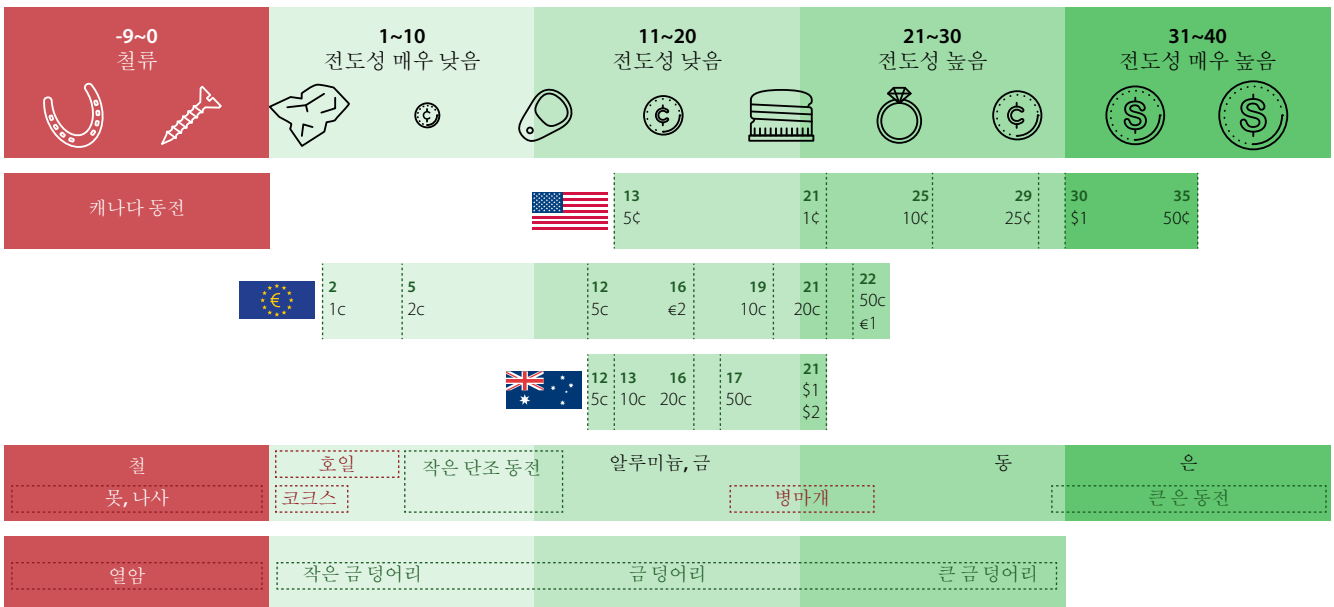 -9~0
철류
1~10
전도성 매우 낮음
11~20
전도성 낮음
21~30
전도성 높음
31~40
전도성 매우 높음
¢
¢
¢
$
$
캐나다 동전
13
5¢
21
1¢
25
10¢
29
25¢
30
$1
35
50¢
€
2
1c
5
2c
12
5c
16
€2
19
10c
21
20c
22
50c
€1
12
5c
13
10c
16
20c
17
50c
21
$1
$2
철
호일
작은 단조 동전
알루미늄, 금
동
은
못, 나사
코크스
병마개
큰 은 동전
열암
작은 금 덩어리
금 덩어리
큰 금덩어리